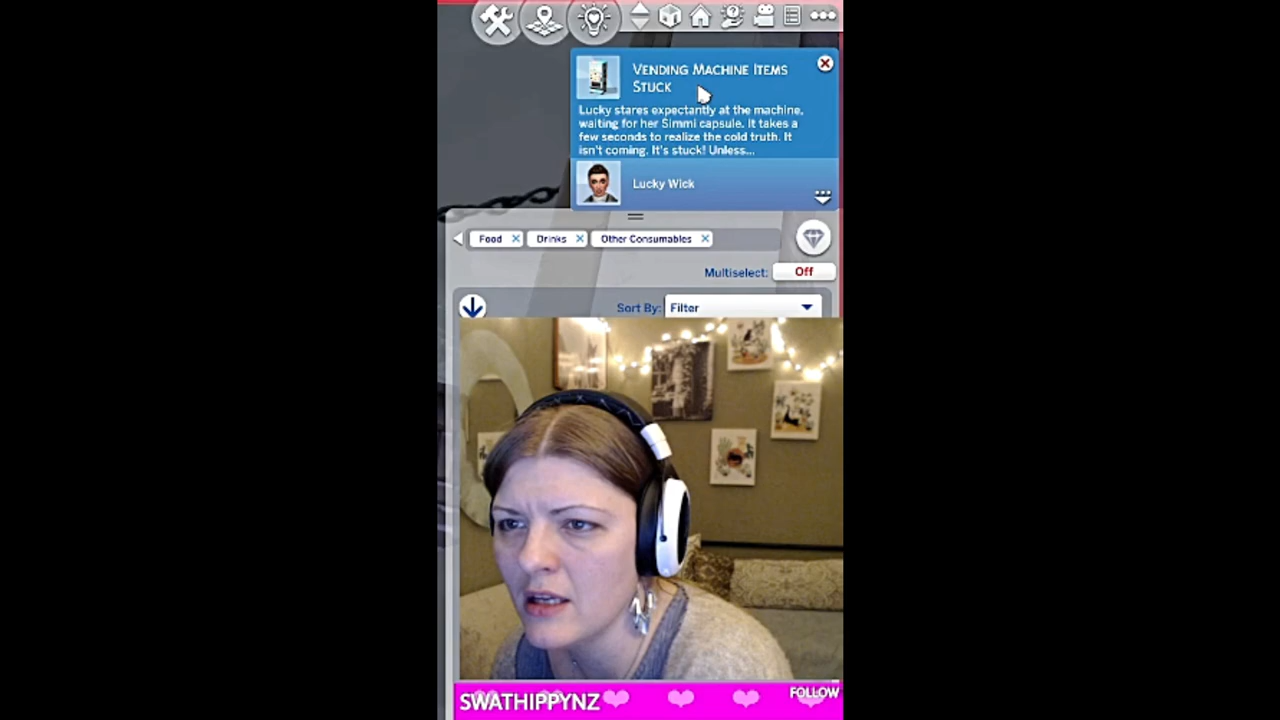 VENDING MACHINE ITEMS
STUCK
Lucky stares expectantly at the machine,
waiting for her Simmi capsule. It takes a
few seconds to realize the cold truth. It
isn't coming. It's stuck! Unless...
Lucky Wick
Food Drinks Other Consumables
Multiselect: Off
Sort By: Filter
SWATHIPPYNZ FOLLOW